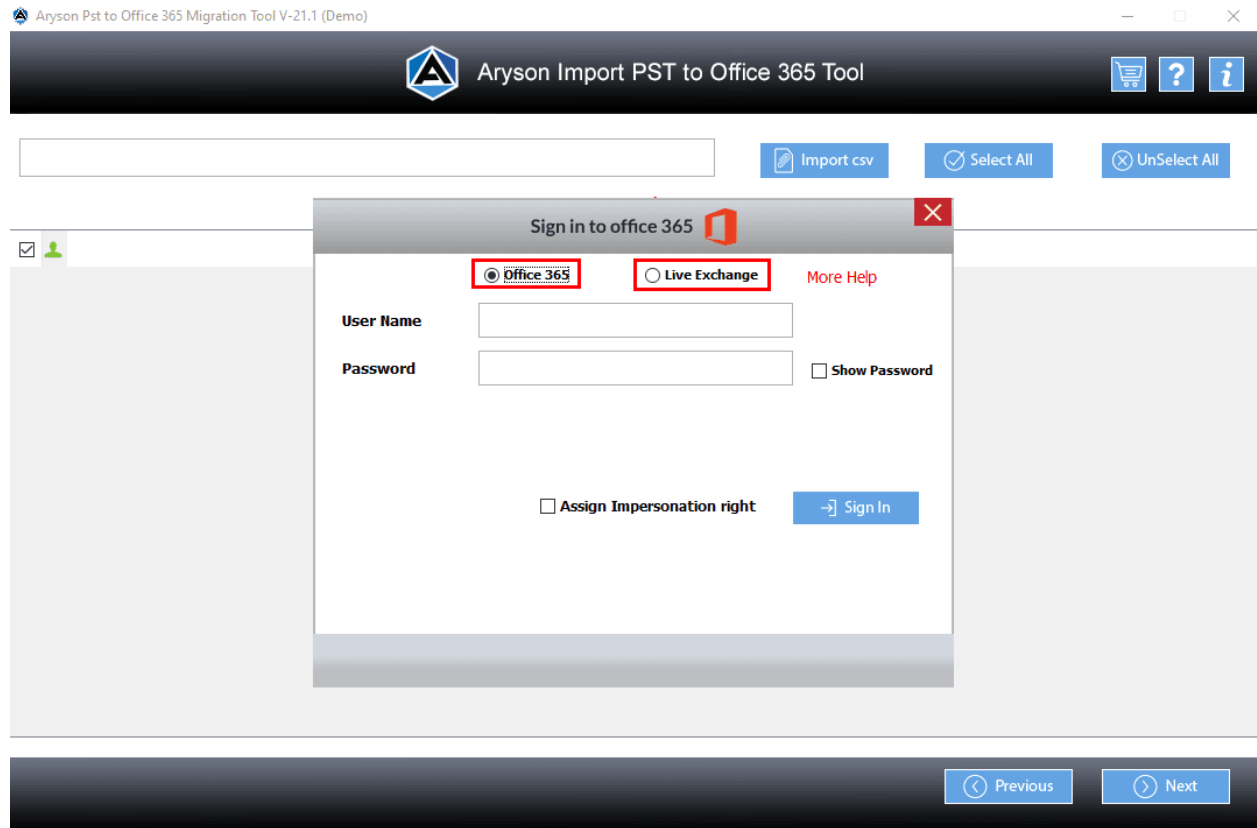 Aryson Pst to Office 365 Migration Tool V-21.1 (Demo)
Aryson Import PST to Office 365 Tool
Import csv Select All UnSelect All
Sign in to office 365
Office 365 Live Exchange More Help
User Name
Password Show Password
Assign Impersonation right Sign In
Previous Next